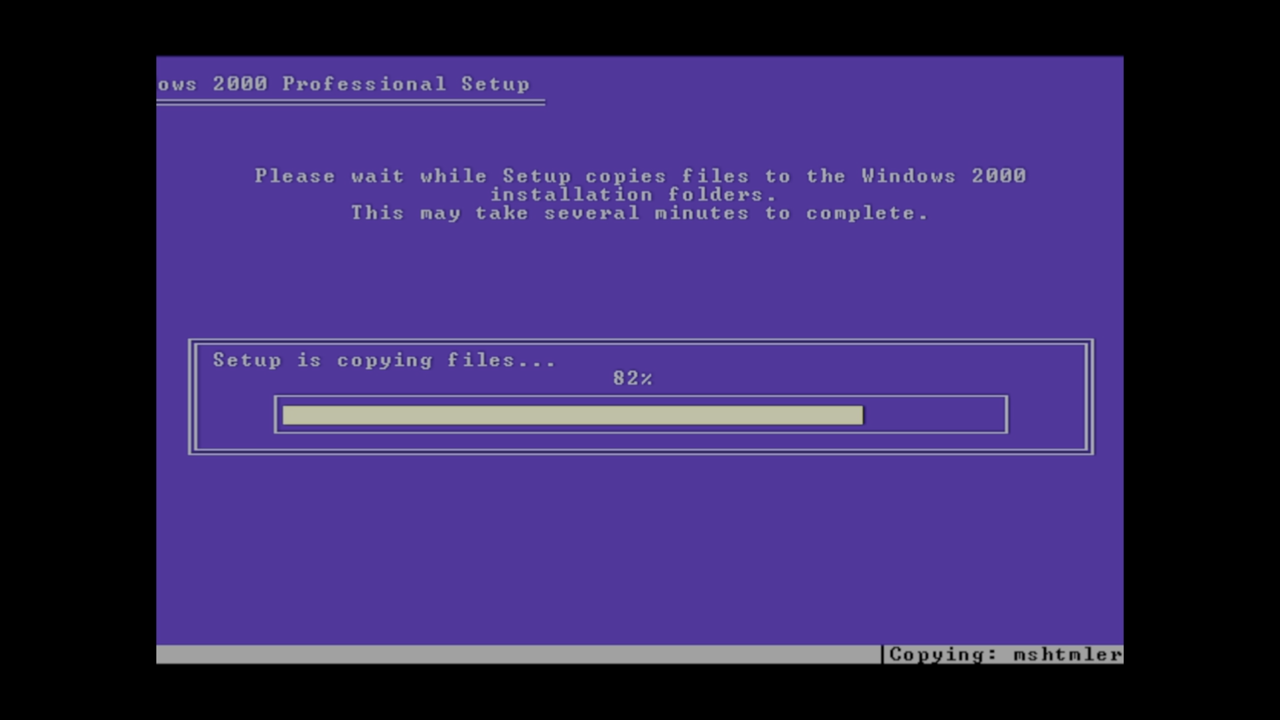 ows 2000 Professional Setup
Please wait while Setup copies files to the Windows 2000
installation folders.
This may take several minutes to complete.
Setup is copying files...
82%
Copying: mshtmler